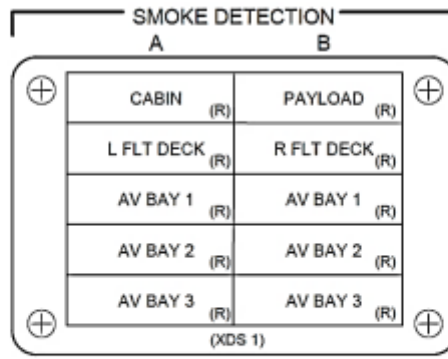 SMOKE DETECTION
A B
CABIN (R) PAYLOAD (R)
L FLT DECK (R) R FLT DECK (R)
AV BAY 1 (R) AV BAY 1 (R)
AV BAY 2 (R) AV BAY 2 (R)
AV BAY 3 (R) AV BAY 3 (R)
(XDS 1)